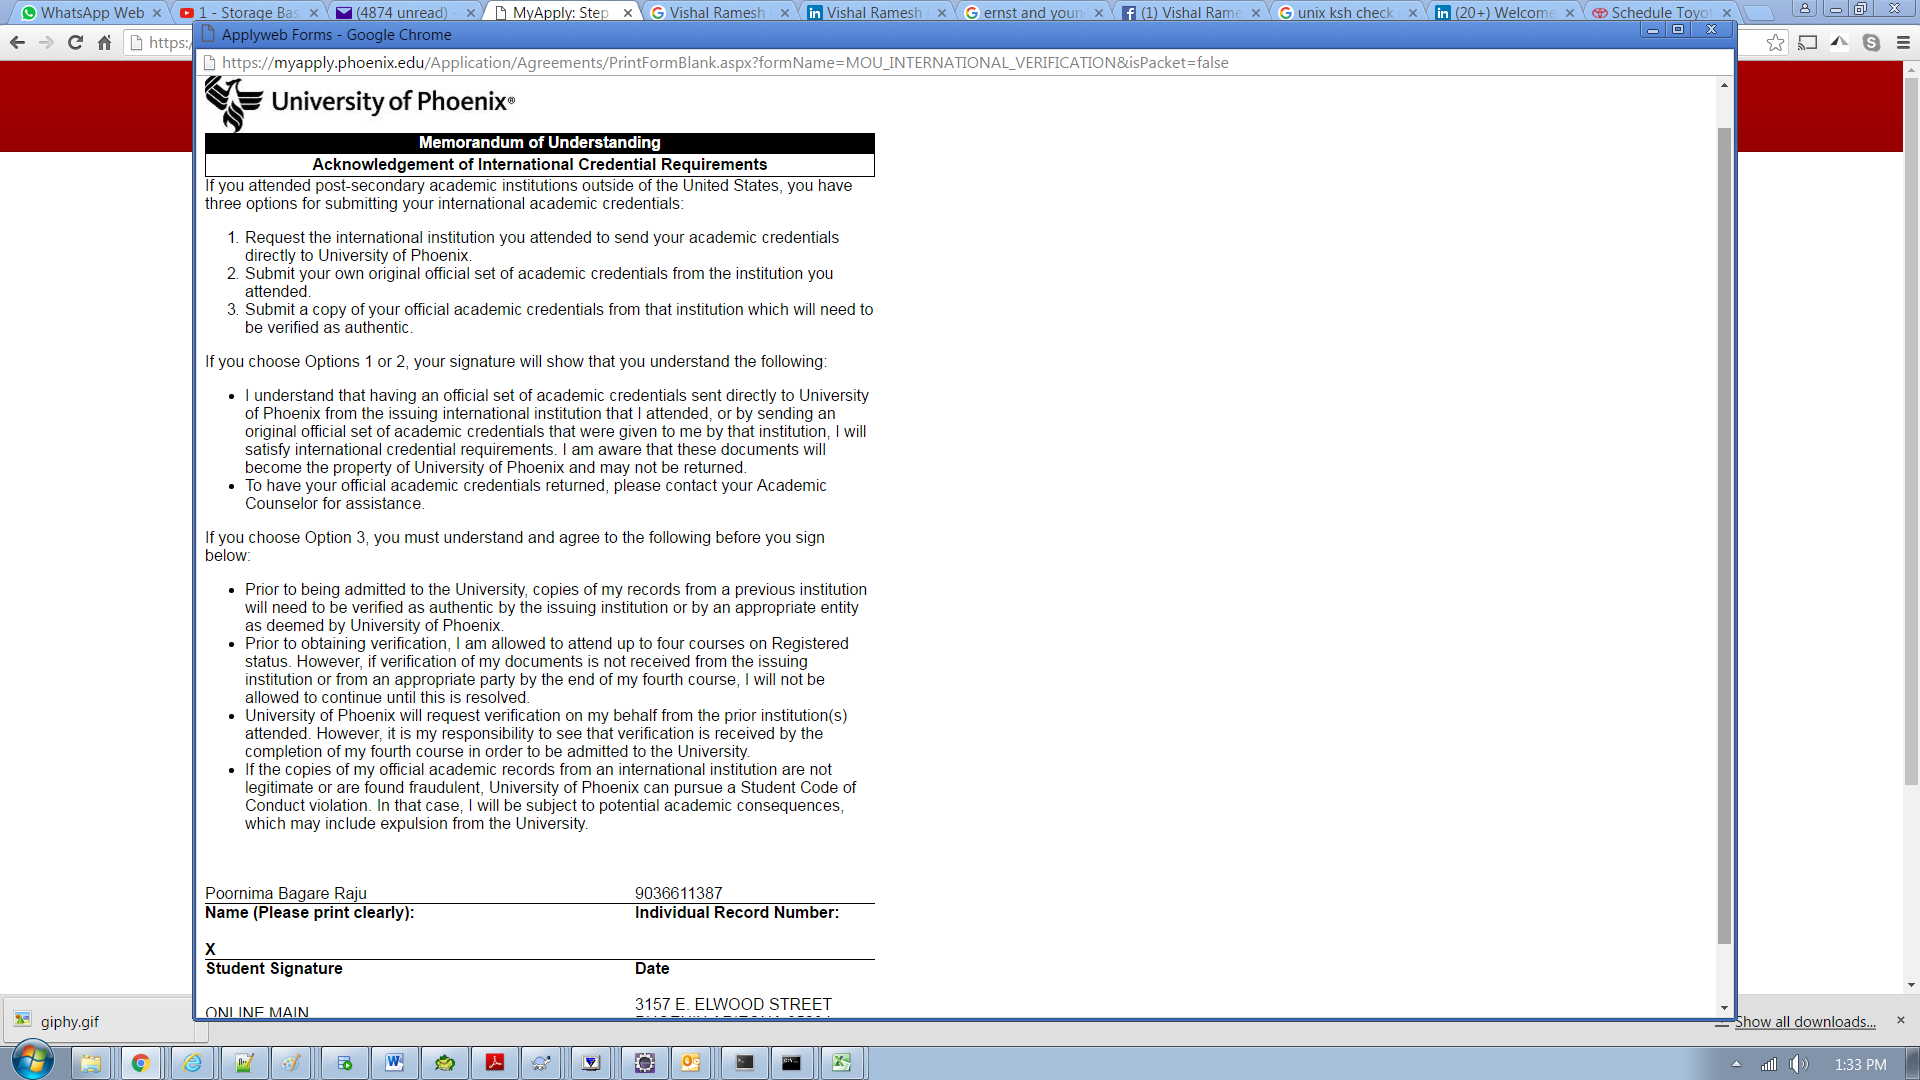 WhatsApp Web
1 - Storage Bas
(4874 unread) -
MyApply: Step
Vishal Ramesh
Vishal Ramesh
ernst and youn
(1) Vishal Rame
unix ksh check
(20+) Welcome
Schedule Toyot
https:/
Applyweb Forms - Google Chrome
https://myapply.phoenix.edu/Application/Agreements/PrintFormBlank.aspx?formName=MOU_INTERNATIONAL_VERIFICATION&isPacket=false
University of Phoenix®
Memorandum of Understanding
Acknowledgement of International Credential Requirements
If you attended post-secondary academic institutions outside of the United States, you have
three options for submitting your international academic credentials:
1. Request the international institution you attended to send your academic credentials
directly to University of Phoenix.
2. Submit your own original official set of academic credentials from the institution you
attended.
3. Submit a copy of your official academic credentials from that institution which will need to
be verified as authentic.
If you choose Options 1 or 2, your signature will show that you understand the following:
• I understand that having an official set of academic credentials sent directly to University
of Phoenix from the issuing international institution that I attended, or by sending an
original official set of academic credentials that were given to me by that institution, I will
satisfy international credential requirements. I am aware that these documents will
become the property of University of Phoenix and may not be returned.
• To have your official academic credentials returned, please contact your Academic
Counselor for assistance.
If you choose Option 3, you must understand and agree to the following before you sign
below:
• Prior to being admitted to the University, copies of my records from a previous institution
will need to be verified as authentic by the issuing institution or by an appropriate entity
as deemed by University of Phoenix.
• Prior to obtaining verification, I am allowed to attend up to four courses on Registered
status. However, if verification of my documents is not received from the issuing
institution or from an appropriate party by the end of my fourth course, I will not be
allowed to continue until this is resolved.
• University of Phoenix will request verification on my behalf from the prior institution(s)
attended. However, it is my responsibility to see that verification is received by the
completion of my fourth course in order to be admitted to the University.
• If the copies of my official academic records from an international institution are not
legitimate or are found fraudulent, University of Phoenix can pursue a Student Code of
Conduct violation. In that case, I will be subject to potential academic consequences,
which may include expulsion from the University.
Poornima Bagare Raju 9036611387
Name (Please print clearly): Individual Record Number:
X
Student Signature Date
ONLINE MAIN 3157 E. ELWOOD STREET
giphy.gif
Show all downloads...
1:33 PM